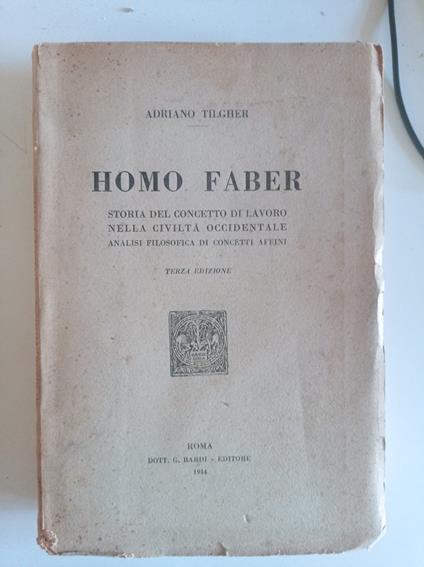 ADRIANO TILGHER
HOMO FABER
STORIA DEL CONCETTO DI LAVORO
NELLA CIVILTÀ OCCIDENTALE
ANALISI FILOSOFICA DI CONCETTI AFFINI
TERZA EDIZIONE
ROMA
DOTT. G. BARDI - EDITORE
1944